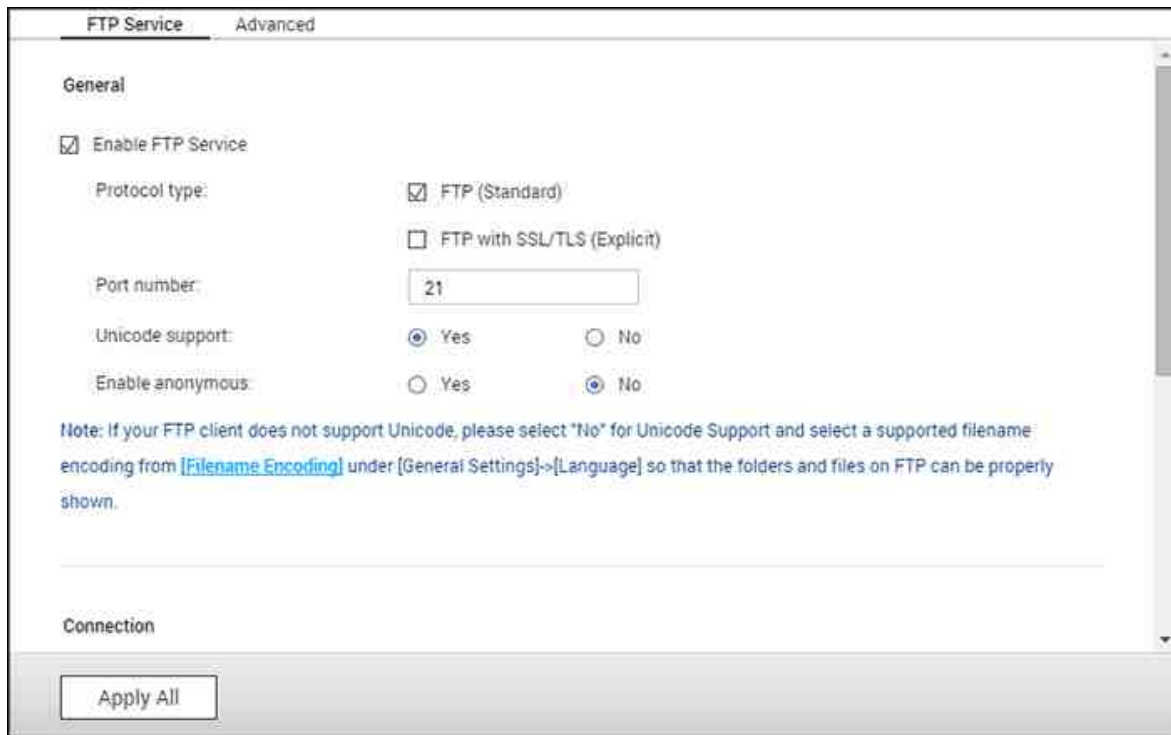 FTP Service Advanced
General
Enable FTP Service
Protocol type: FTP (Standard)
FTP with SSL/TLS (Explicit)
Port number: 21
Unicode support: Yes No
Enable anonymous: Yes No
Note: If your FTP client does not support Unicode, please select "No" for Unicode Support and select a supported filename
encoding from [Filename Encoding] under [General Settings]->[Language] so that the folders and files on FTP can be properly
shown.
Connection
Apply All